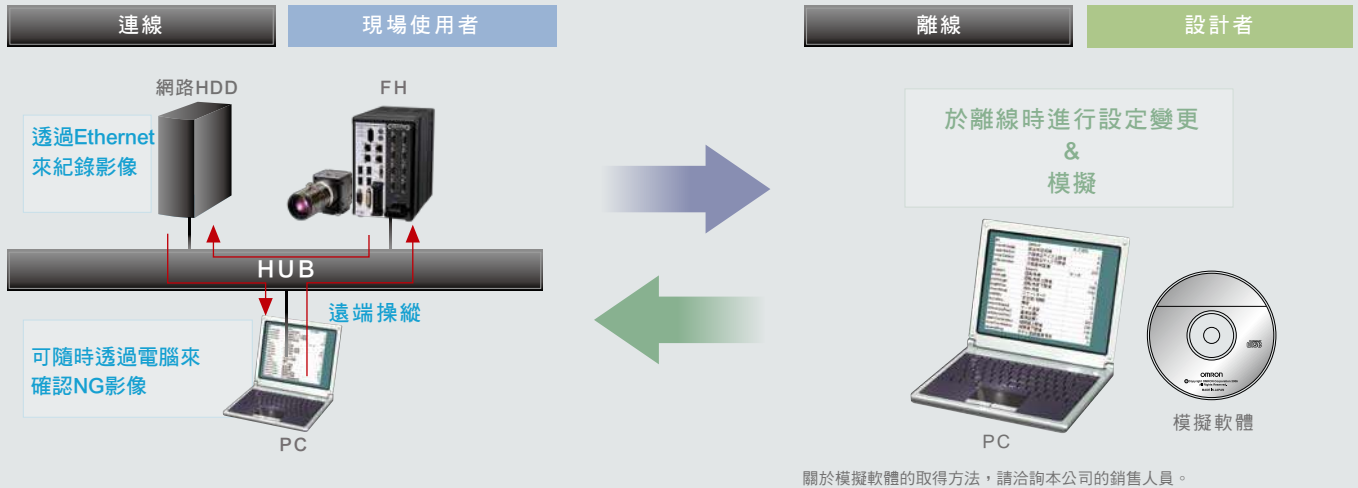 連線
現場使用者
網路HDD
FH
透過Ethernet
來紀錄影像
HUB
遠端操縱
可隨時透過電腦來
確認NG影像
PC
離線
設計者
於離線時進行設定變更
&
模擬
PC
OMRON
模擬軟體
關於模擬軟體的取得方法，請洽詢本公司的銷售人員。